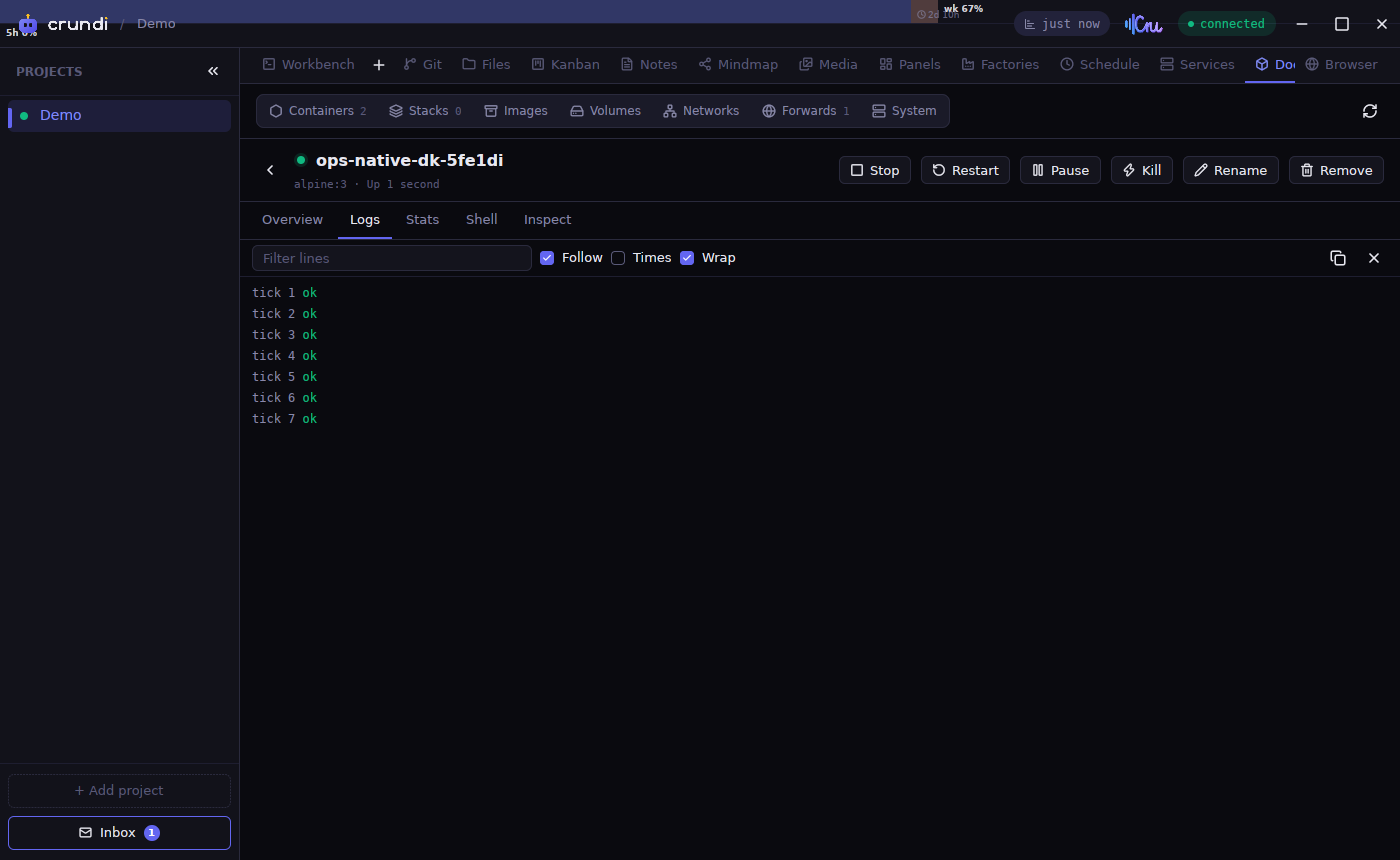 5h
2d 10h
wk 67%
crundi / Demo
just now
Cru
connected
PROJECTS
Demo
+ Add project
Inbox 1
Workbench
Git
Files
Kanban
Notes
Mindmap
Media
Panels
Factories
Schedule
Services
Doc
Browser
Containers 2
Stacks 0
Images
Volumes
Networks
Forwards 1
System
ops-native-dk-5fe1di
alpine:3 · Up 1 second
Stop
Restart
Pause
Kill
Rename
Remove
Overview
Logs
Stats
Shell
Inspect
Filter lines
Follow
Times
Wrap
tick 1 ok
tick 2 ok
tick 3 ok
tick 4 ok
tick 5 ok
tick 6 ok
tick 7 ok